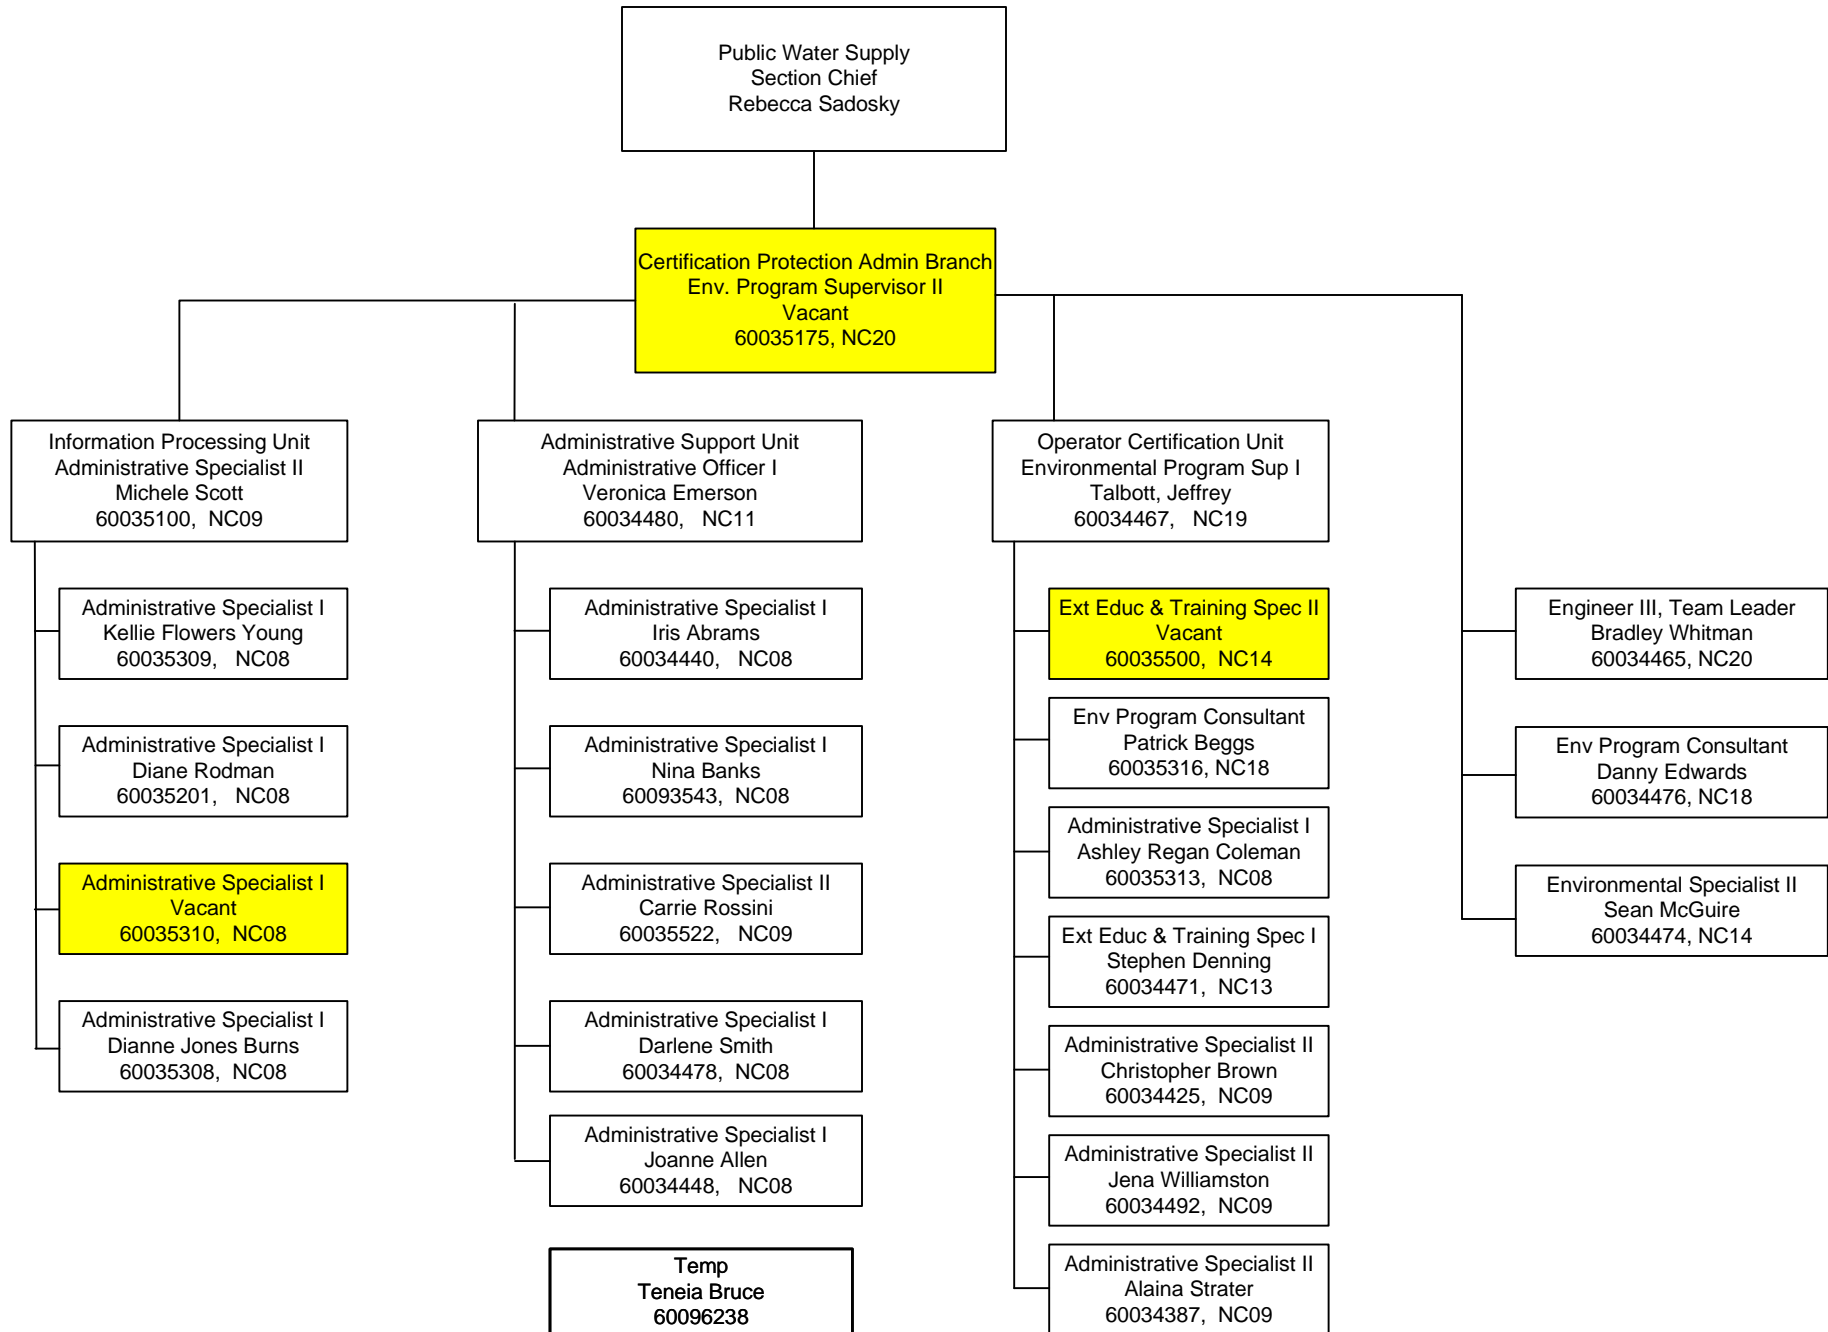 Public Water Supply
Section Chief
Rebecca Sadosky
Certification Protection Admin Branch
Env. Program Supervisor II
Vacant
60035175, NC20
Information Processing Unit
Administrative Specialist II
Michele Scott
60035100, NC09
Administrative Support Unit
Administrative Officer I
Veronica Emerson
60034480, NC11
Operator Certification Unit
Environmental Program Sup I
Talbott, Jeffrey
60034467, NC19
Administrative Specialist I
Kellie Flowers Young
60035309, NC08
Administrative Specialist I
Diane Rodman
60035201, NC08
Administrative Specialist I
Vacant
60035310, NC08
Administrative Specialist I
Dianne Jones Burns
60035308, NC08
Administrative Specialist I
Iris Abrams
60034440, NC08
Administrative Specialist I
Nina Banks
60093543, NC08
Administrative Specialist II
Carrie Rossini
60035522, NC09
Administrative Specialist I
Darlene Smith
60034478, NC08
Administrative Specialist I
Joanne Allen
60034448, NC08
Temp
Teneia Bruce
60096238
Ext Educ & Training Spec II
Vacant
60035500, NC14
Env Program Consultant
Patrick Beggs
60035316, NC18
Administrative Specialist I
Ashley Regan Coleman
60035313, NC08
Ext Educ & Training Spec I
Stephen Denning
60034471, NC13
Administrative Specialist II
Christopher Brown
60034425, NC09
Administrative Specialist II
Jena Williamston
60034492, NC09
Administrative Specialist II
Alaina Strater
60034387, NC09
Engineer III, Team Leader
Bradley Whitman
60034465, NC20
Env Program Consultant
Danny Edwards
60034476, NC18
Environmental Specialist II
Sean McGuire
60034474, NC14